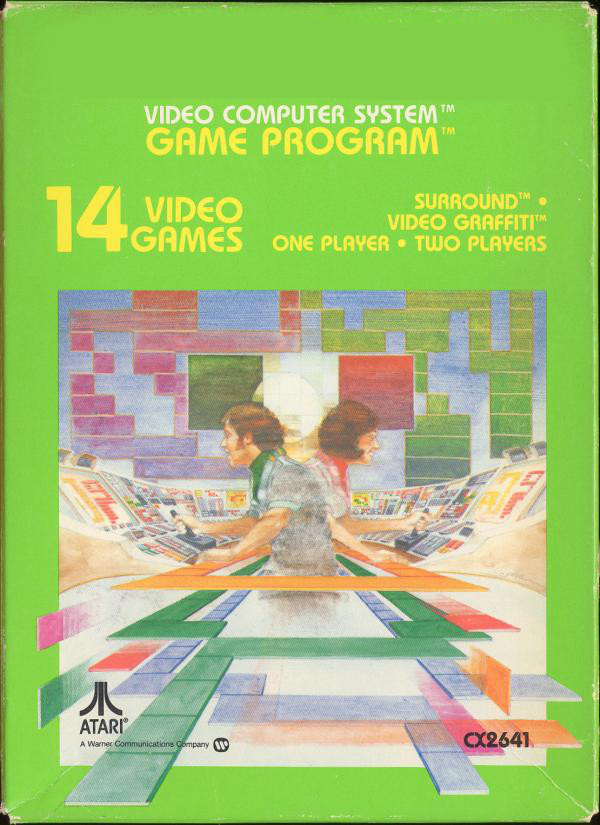 VIDEO COMPUTER SYSTEM™
GAME PROGRAM™
14 VIDEO GAMES
SURROUND™ •
VIDEO GRAFFITI™
ONE PLAYER • TWO PLAYERS
ATARI®
A Warner Communications Company
CX2641